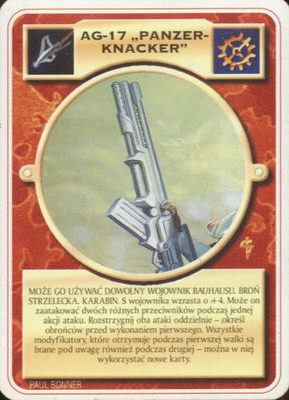 AG-17 „PANZER-
KNACKER”
MOŻE GO UŻYWAĆ DOWOLNY WOJOWNIK BAUHAUSU. BROŃ
STRZELECKA. KARABIN. S wojownika wzrasta o +4. Może on
zaatakować dwóch różnych przeciwników podczas jednej
akcji ataku. Rozstrzygnij oba ataki oddzielnie – określ
obrońców przed wykonaniem pierwszego. Wszystkie
modyfikatory, które otrzymuje podczas pierwszej walki są
brane pod uwagę również podczas drugiej – można w niej
wykorzystać nowe karty.
PAUL BONNER